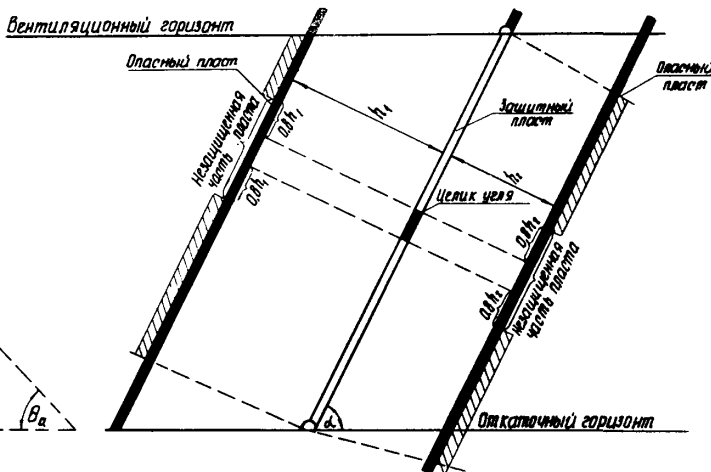 Вентиляционный горизонт
Опасный пласт
Опасный
пласт
Защитный
пласт
h₁
h₂
Незащищенная
часть пласта
0,8h₁
0,8h₁
Целик угля
0,8h₂
0,8h₂
Незащищенная
часть пласта
Вₐ
α
Откаточный горизонт